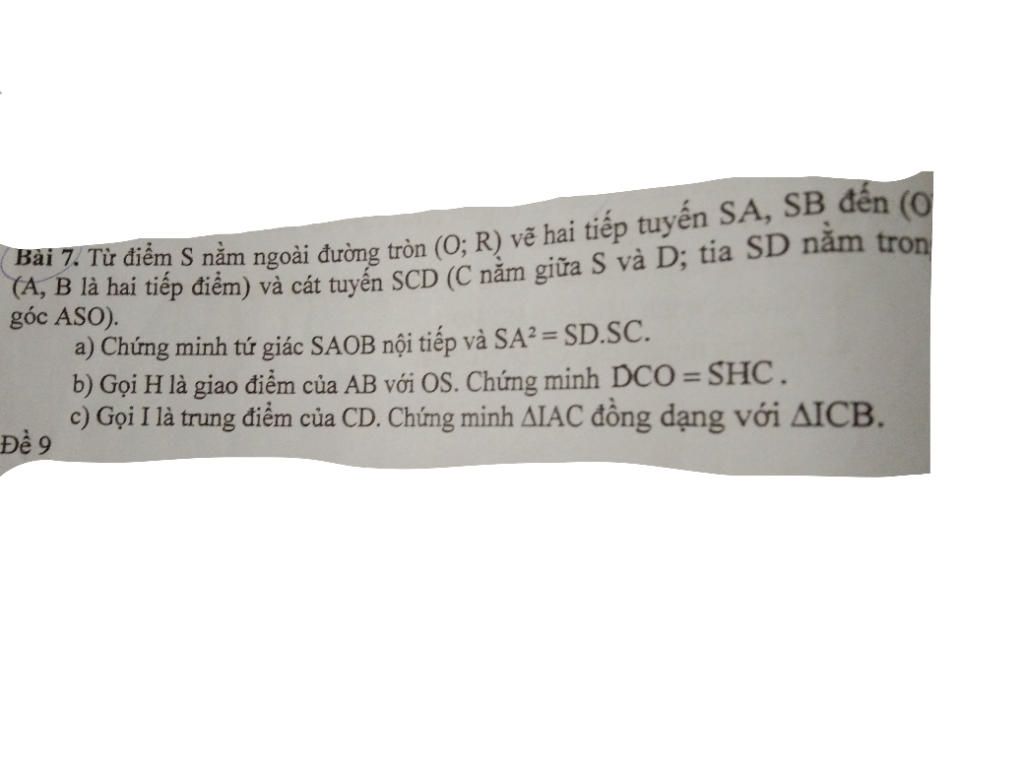 Bài 7. Từ điểm S nằm ngoài đường tròn (O; R) vẽ hai tiếp tuyến SA, SB đến (O
(A, B là hai tiếp điểm) và cát tuyến SCD (C nằm giữa S và D; tia SD nằm tron
góc ASO).
a) Chứng minh tứ giác SAOB nội tiếp và SA² = SD.SC.
b) Gọi H là giao điểm của AB với OS. Chứng minh DCO = SHC.
c) Gọi I là trung điểm của CD. Chứng minh ΔIAC đồng dạng với ΔICB.
Đề 9